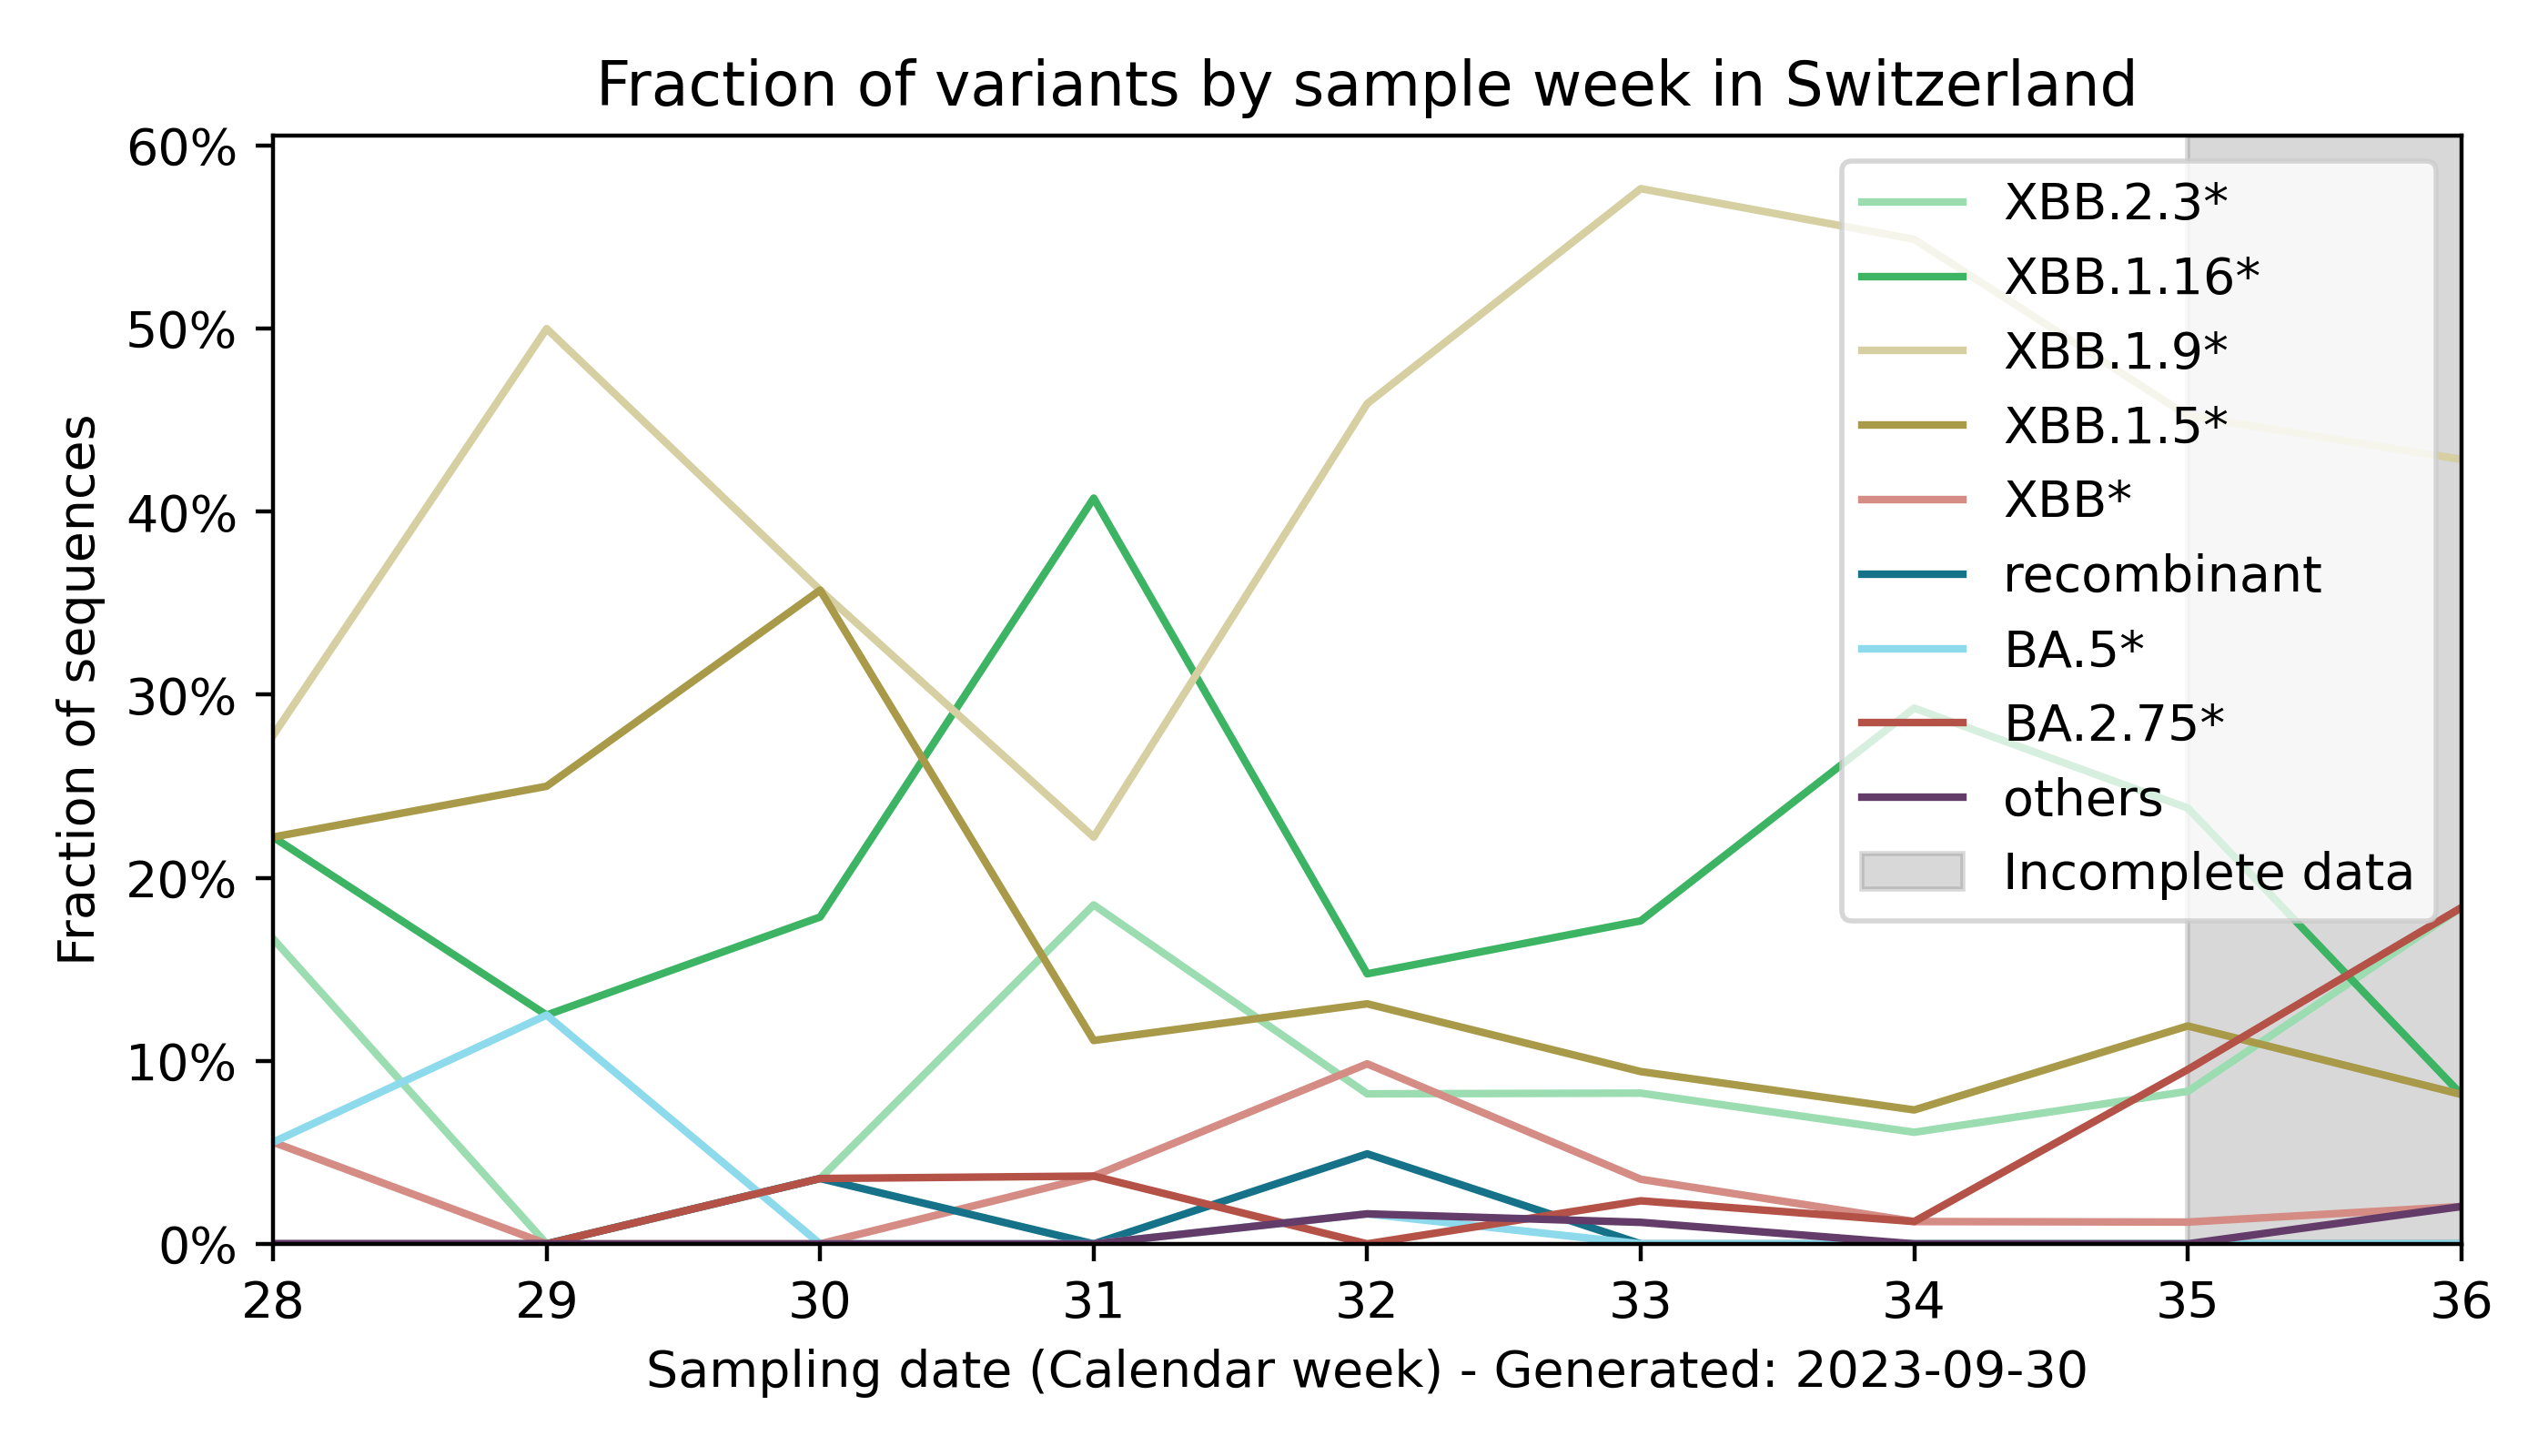 Fraction of variants by sample week in Switzerland
60%
50%
40%
30%
20%
10%
0%
Fraction of sequences
XBB.2.3*
XBB.1.16*
XBB.1.9*
XBB.1.5*
XBB*
recombinant
BA.5*
BA.2.75*
others
Incomplete data
28 29 30 31 32 33 34 35 36
Sampling date (Calendar week) - Generated: 2023-09-30